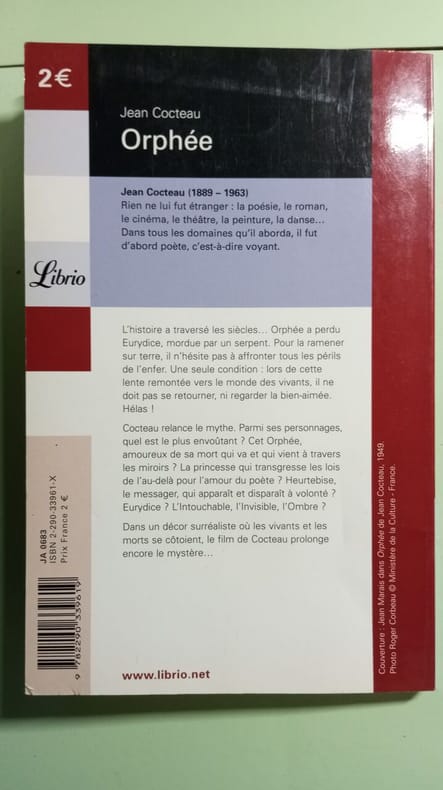 2€
Jean Cocteau
Orphée
Jean Cocteau (1889 – 1963)
Rien ne lui fut étranger : la poésie, le roman,
le cinéma, le théâtre, la peinture, la danse...
Dans tous les domaines qu'il aborda, il fut
d'abord poète, c'est-à-dire voyant.
Librio
L'histoire a traversé les siècles... Orphée a perdu
Eurydice, mordue par un serpent. Pour la ramener
sur terre, il n'hésite pas à affronter tous les périls
de l'enfer. Une seule condition : lors de cette
lente remontée vers le monde des vivants, il ne
doit pas se retourner, ni regarder la bien-aimée.
Hélas !
Cocteau relance le mythe. Parmi ses personnages,
quel est le plus envoûtant ? Cet Orphée,
amoureux de sa mort qui va et qui vient à travers
les miroirs ? La princesse qui transgresse les lois
de l'au-delà pour l'amour du poète ? Heurtebise,
le messager, qui apparaît et disparaît à volonté ?
Eurydice ? L'Intouchable, l'Invisible, l'Ombre ?
Dans un décor surréaliste où les vivants et les
morts se côtoient, le film de Cocteau prolonge
encore le mystère...
www.librio.net
JA 0683
ISBN 2-290-33961-X
Prix France 2 €
9 782290 339619
Couverture : Jean Marais dans Orphée de Jean Cocteau, 1949.
Photo Roger Corbeau © Ministère de la Culture - France.